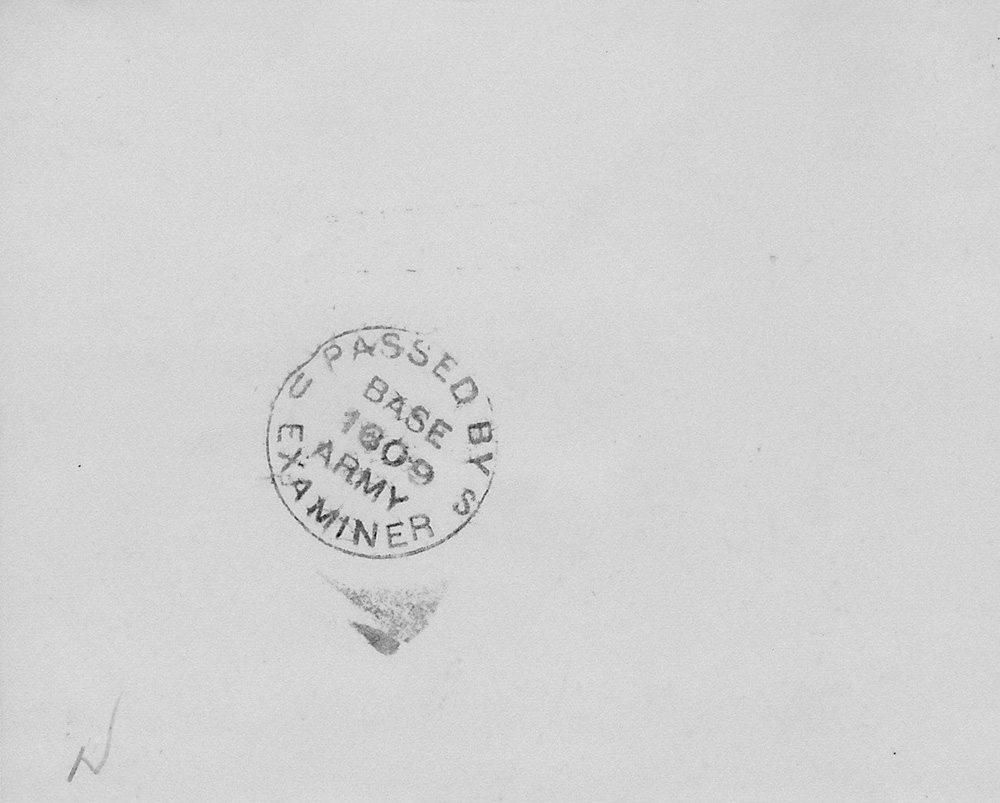 PASSED BY
U S
BASE
1609
ARMY
EXAMINER